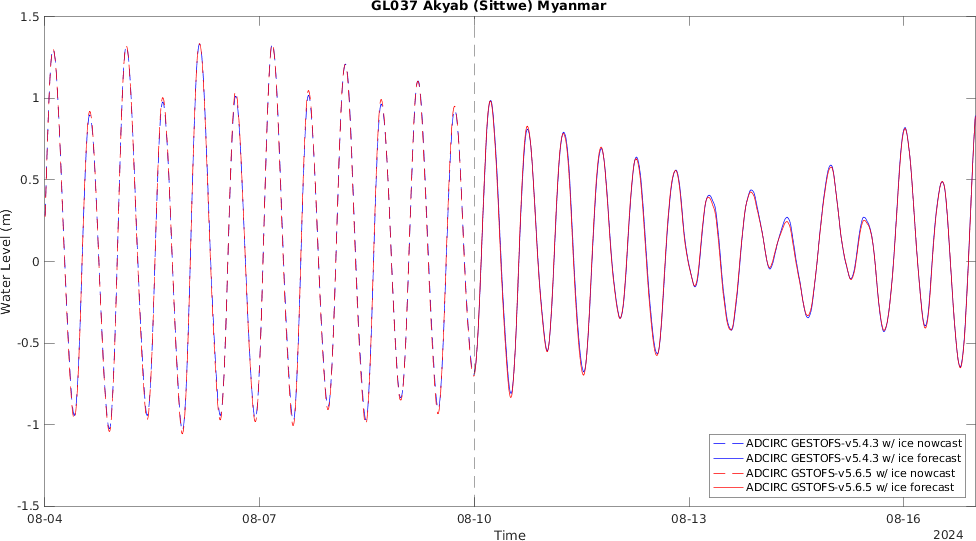 GL037 Akyab (Sittwe) Myanmar
1.5
1
0.5
0
-0.5
-1
-1.5
Water Level (m)
08-04
08-07
08-10
08-13
08-16
Time
2024
ADCIRC GESTOFS-v5.4.3 w/ ice nowcast
ADCIRC GESTOFS-v5.4.3 w/ ice forecast
ADCIRC GSTOFS-v5.6.5 w/ ice nowcast
ADCIRC GSTOFS-v5.6.5 w/ ice forecast